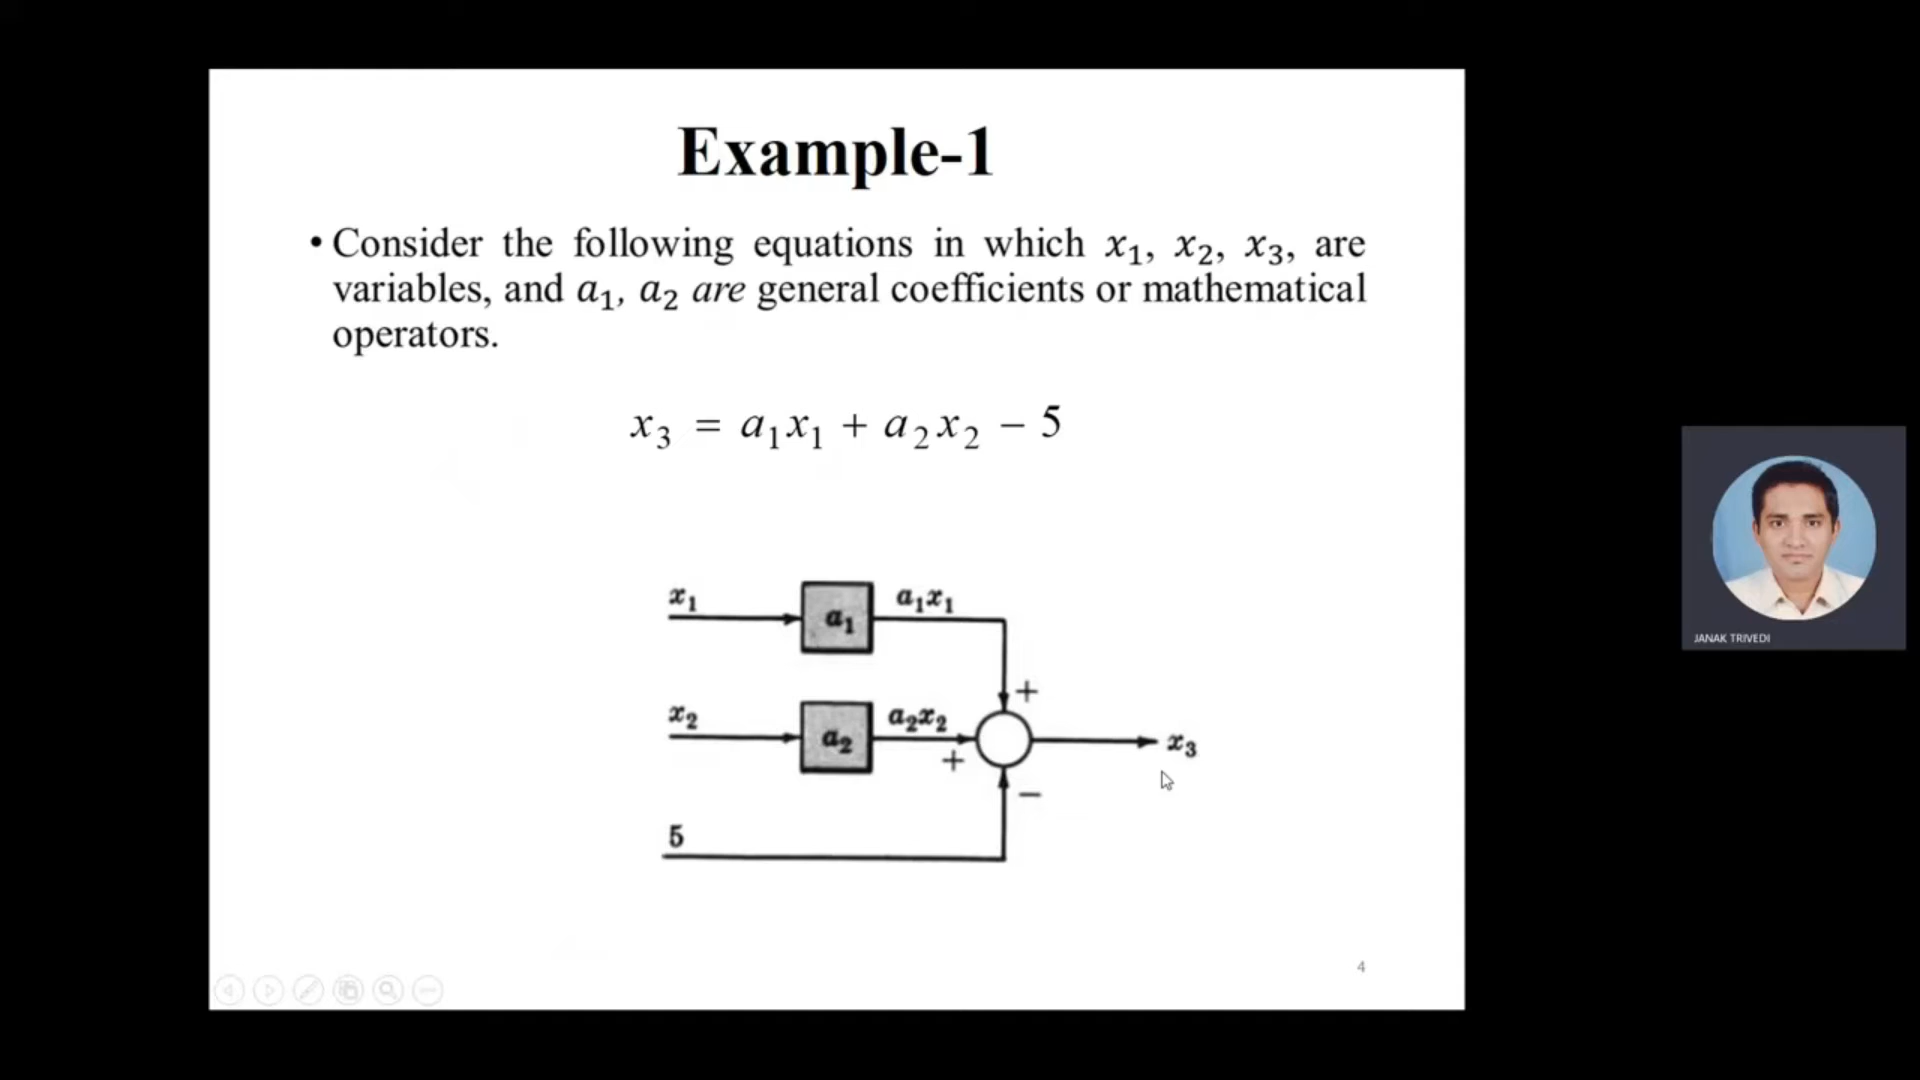 Example-1
• Consider the following equations in which x₁, x₂, x₃, are
variables, and a₁, a₂ are general coefficients or mathematical
operators.
x₃ = a₁x₁ + a₂x₂ − 5
x₁
a₁
a₁x₁
+
x₂
a₂
a₂x₂
+
x₃
−
5
4
JANAK TRIVEDI